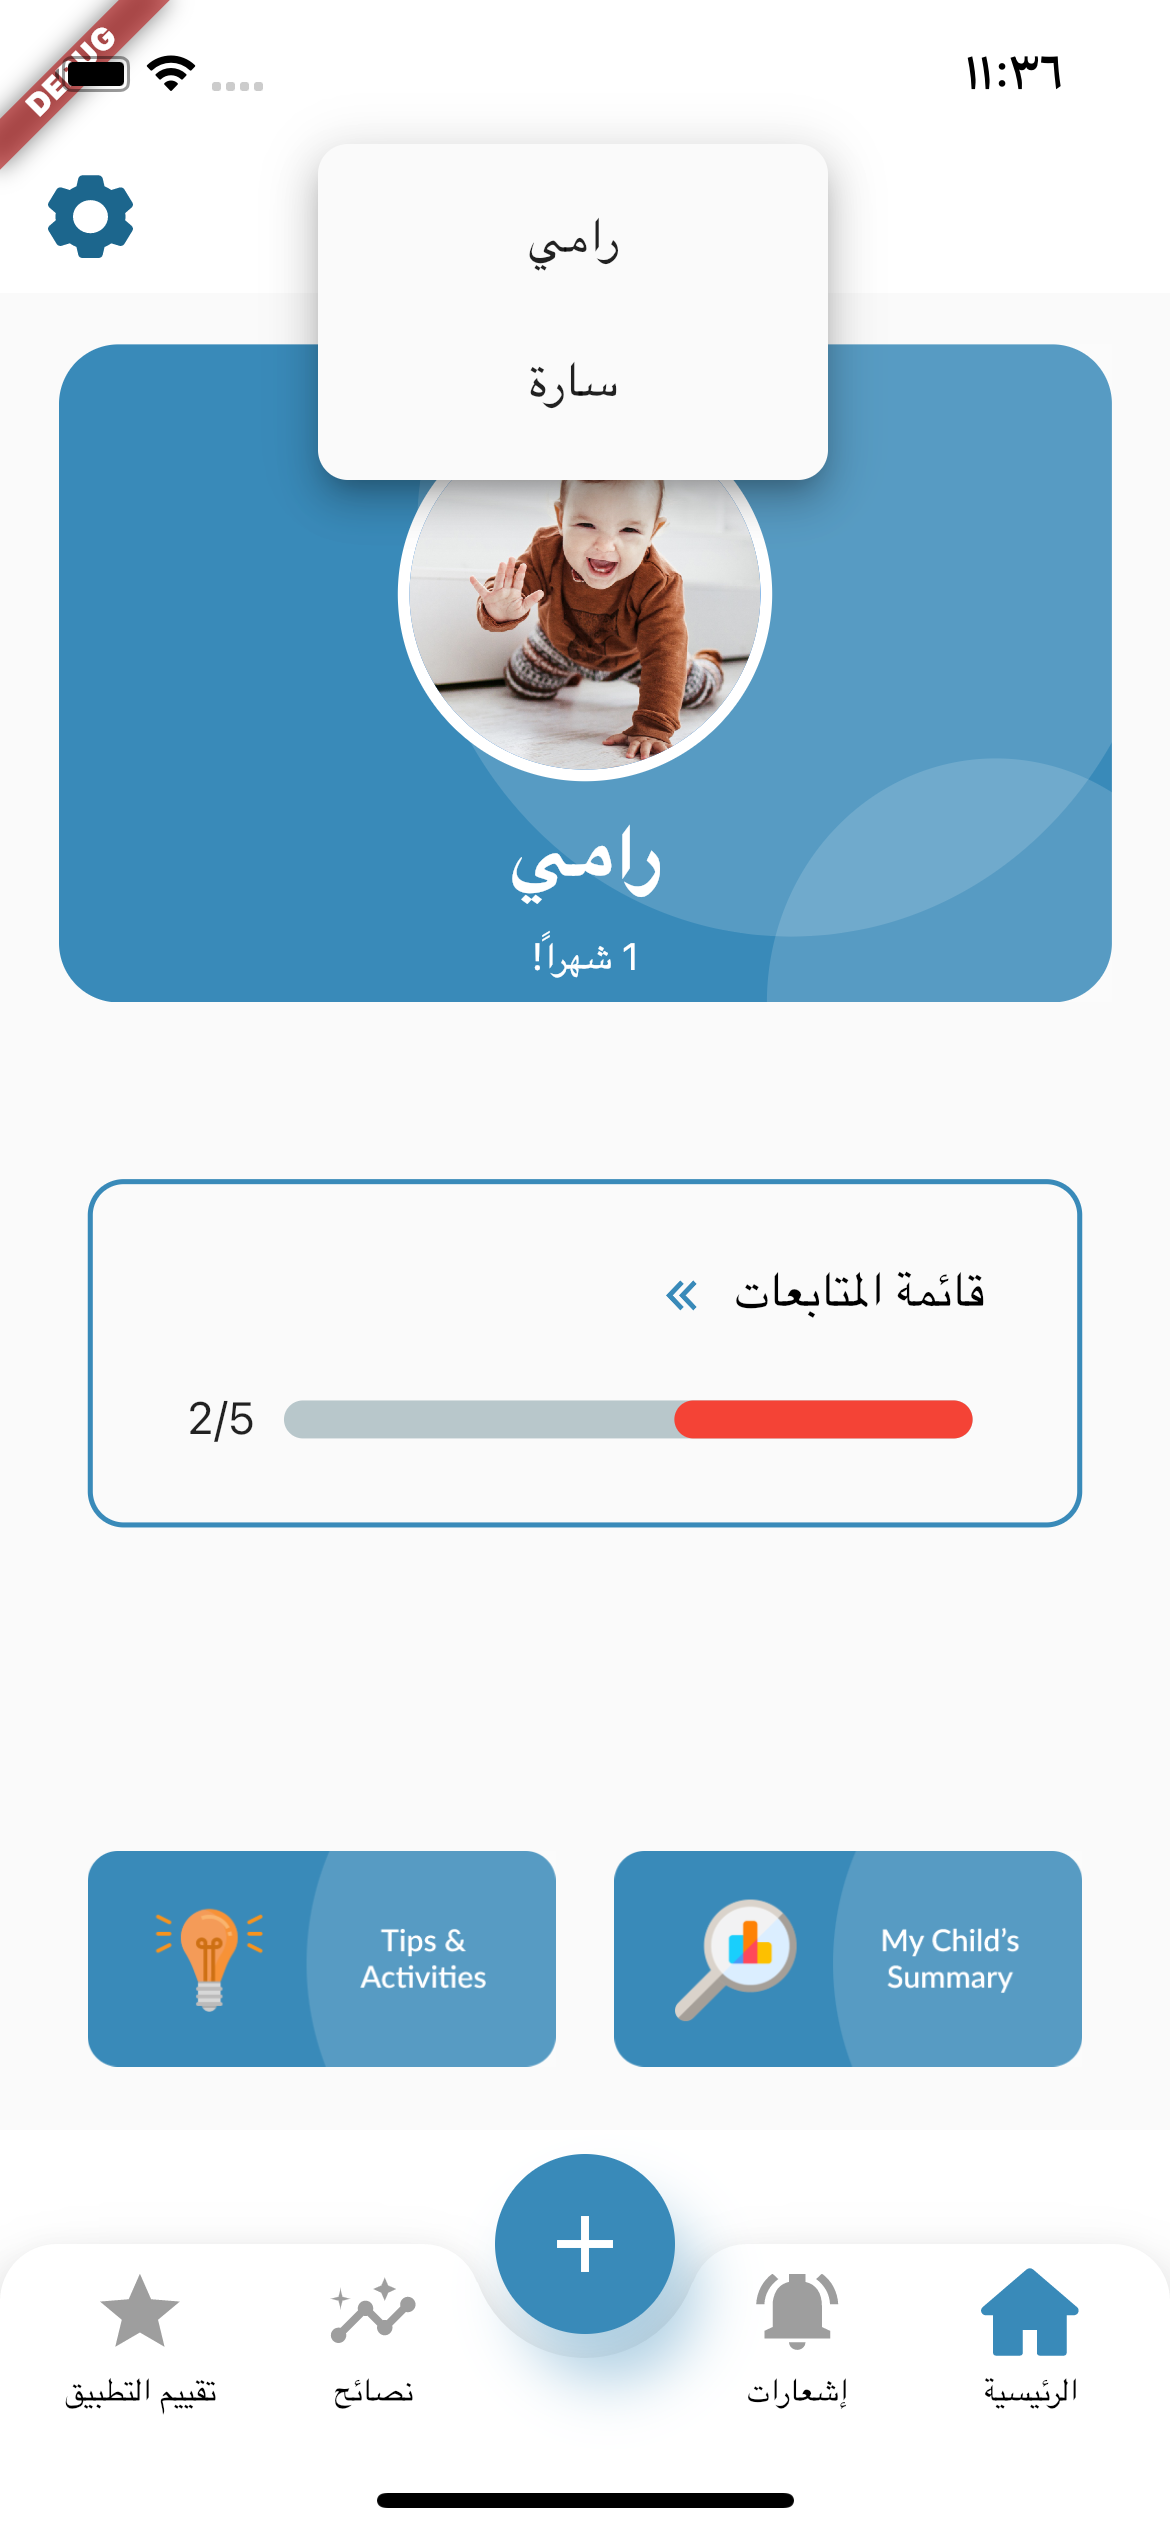 DEBUG
١١:٣٦
رامي
سارة
رامي
1 شهراً!
قائمة المتابعات
2/5
My Child's
Summary
Tips &
Activities
الرئيسية
إشعارات
نصائح
تقييم التطبيق